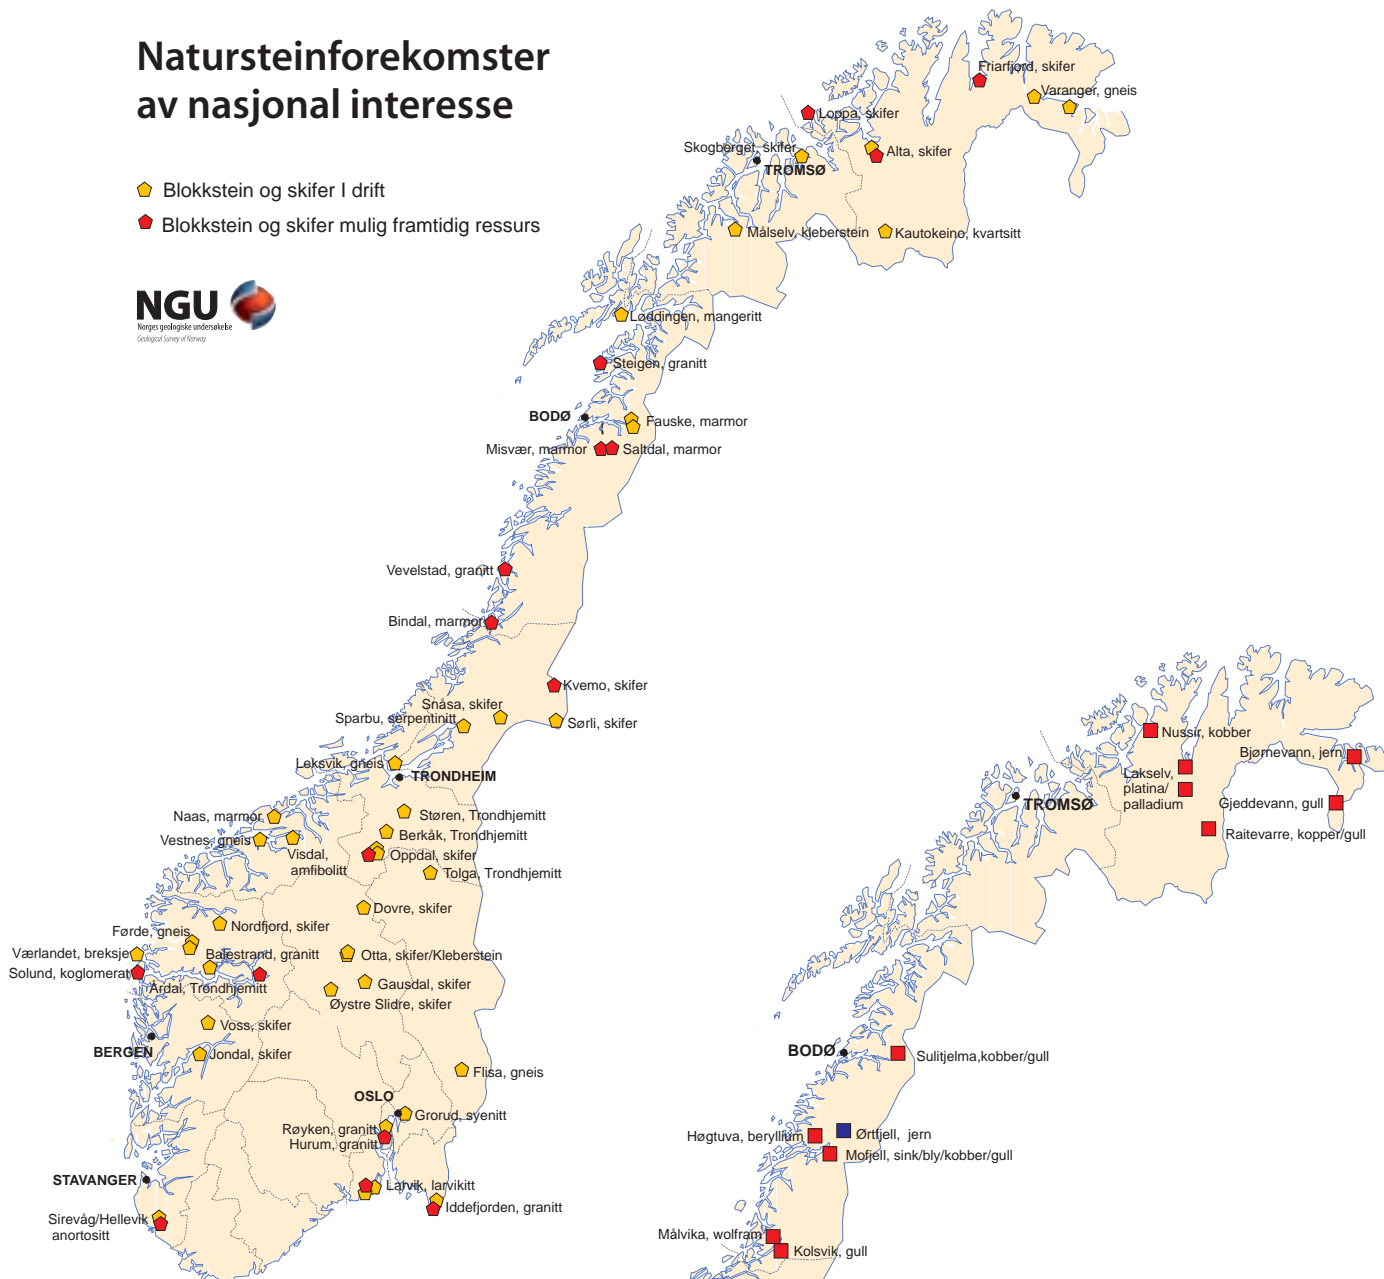 Natursteinforekomster
av nasjonal interesse
Blokkstein og skifer I drift
Blokkstein og skifer mulig framtidig ressurs
NGU
Norges geologiske undersøkelse
Geological Survey of Norway
Friarfjord, skifer
Varanger, gneis
Loppa, skifer
Skogberget, skifer
Alta, skifer
TROMSØ
Målselv, kleberstein
Kautokeino, kvartsitt
Løddingen, mangeritt
Steigen, granitt
BODØ
Fauske, marmor
Misvær, marmor
Saltdal, marmor
Vevelstad, granitt
Bindal, marmor
Kvemo, skifer
Snåsa, skifer
Sparbu, serpentinitt
Sørli, skifer
Leksvik, gneis
TRONDHEIM
Naas, marmor
Støren, Trondhjemitt
Vestnes, gneis
Berkåk, Trondhjemitt
Visdal,
amfibolitt
Oppdal, skifer
Tolga, Trondhjemitt
Dovre, skifer
Nordfjord, skifer
Førde, gneis
Værlandet, breksje
Balestrand, granitt
Otta, skifer/Kleberstein
Solund, koglomerat
Årdal, Trondhjemitt
Gausdal, skifer
Øystre Slidre, skifer
Voss, skifer
BERGEN
Jondal, skifer
Flisa, gneis
OSLO
Grorud, syenitt
Røyken, granitt
Hurum, granitt
STAVANGER
Larvik, larvikitt
Iddefjorden, granitt
Sirevåg/Hellevik
anortositt
Nussir, kobber
Bjørnevann, jern
Lakselv,
platina/
palladium
TROMSØ
Gjeddevann, gull
Raitevarre, kopper/gull
BODØ
Sulitjelma,kobber/gull
Høgtuva, beryllium
Ørtfjell, jern
Mofjell, sink/bly/kobber/gull
Målvika, wolfram
Kolsvik, gull